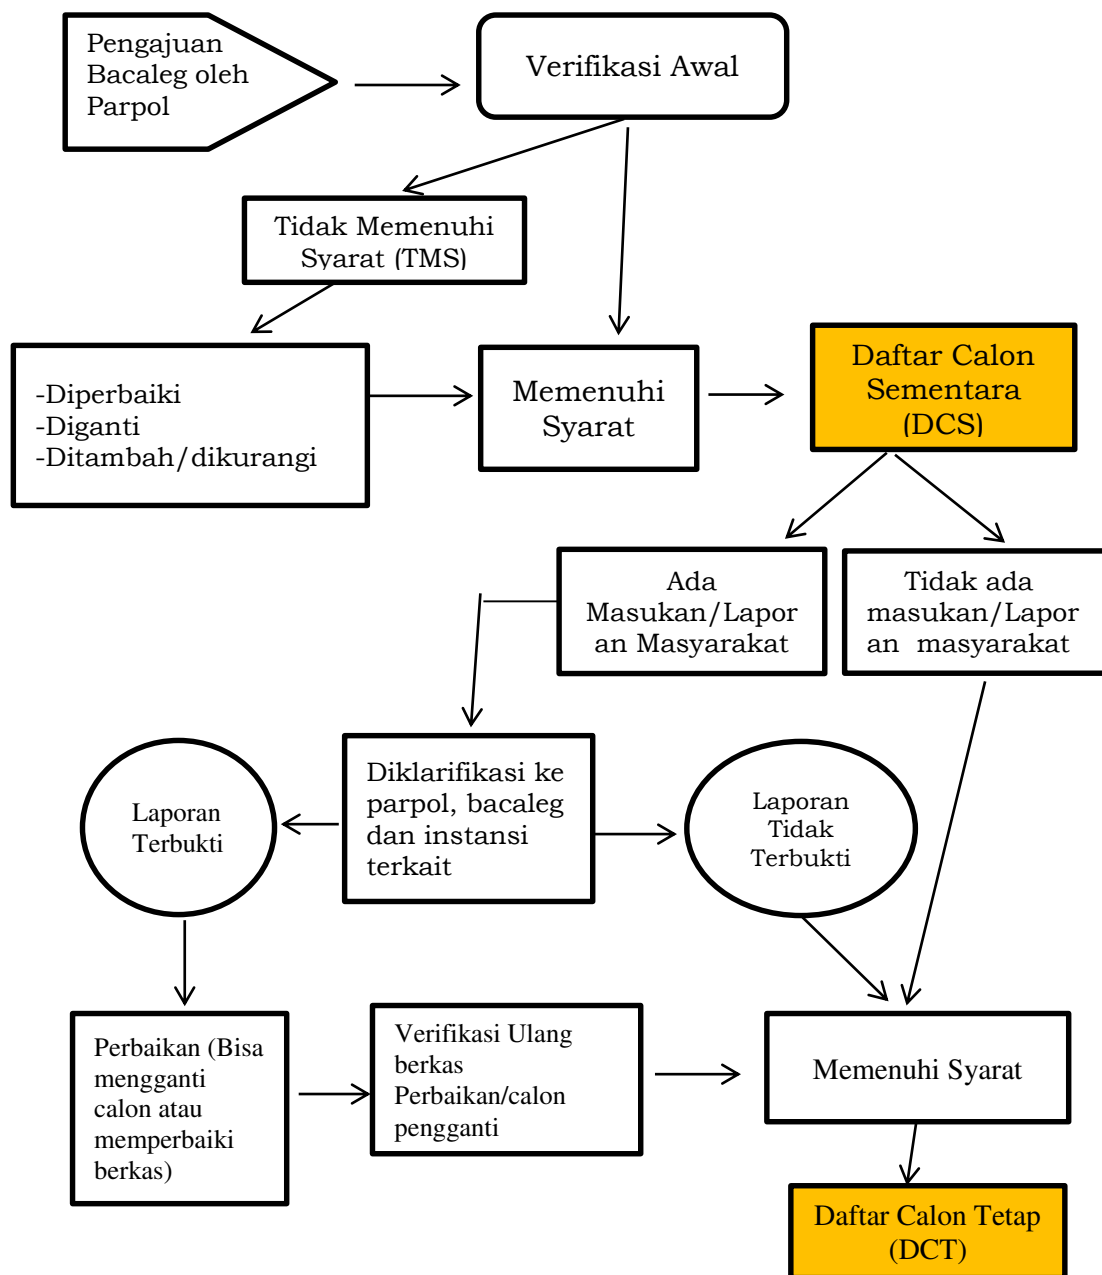 Pengajuan
Bacaleg oleh
Parpol
Verifikasi Awal
Tidak Memenuhi
Syarat (TMS)
-Diperbaiki
-Diganti
-Ditambah/dikurangi
Memenuhi
Syarat
Daftar Calon
Sementara
(DCS)
Ada
Masukan/Lapor
an Masyarakat
Tidak ada
masukan/Lapor
an masyarakat
Laporan
Terbukti
Diklarifikasi ke
parpol, bacaleg
dan instansi
terkait
Laporan
Tidak
Terbukti
Perbaikan (Bisa
mengganti
calon atau
memperbaiki
berkas)
Verifikasi Ulang
berkas
Perbaikan/calon
pengganti
Memenuhi Syarat
Daftar Calon Tetap
(DCT)